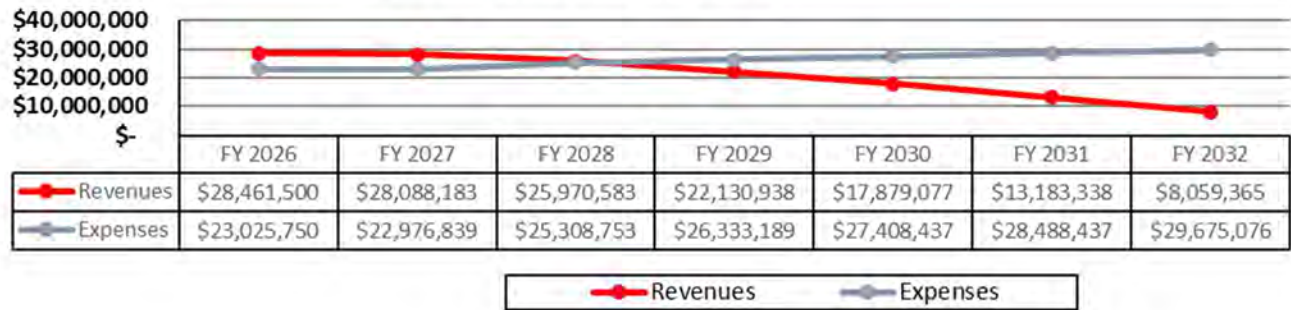 $40,000,000
$30,000,000
$20,000,000
$10,000,000
$-
FY 2026 FY 2027 FY 2028 FY 2029 FY 2030 FY 2031 FY 2032
Revenues $28,461,500 $28,088,183 $25,970,583 $22,130,938 $17,879,077 $13,183,338 $8,059,365
Expenses $23,025,750 $22,976,839 $25,308,753 $26,333,189 $27,408,437 $28,488,437 $29,675,076
Revenues Expenses